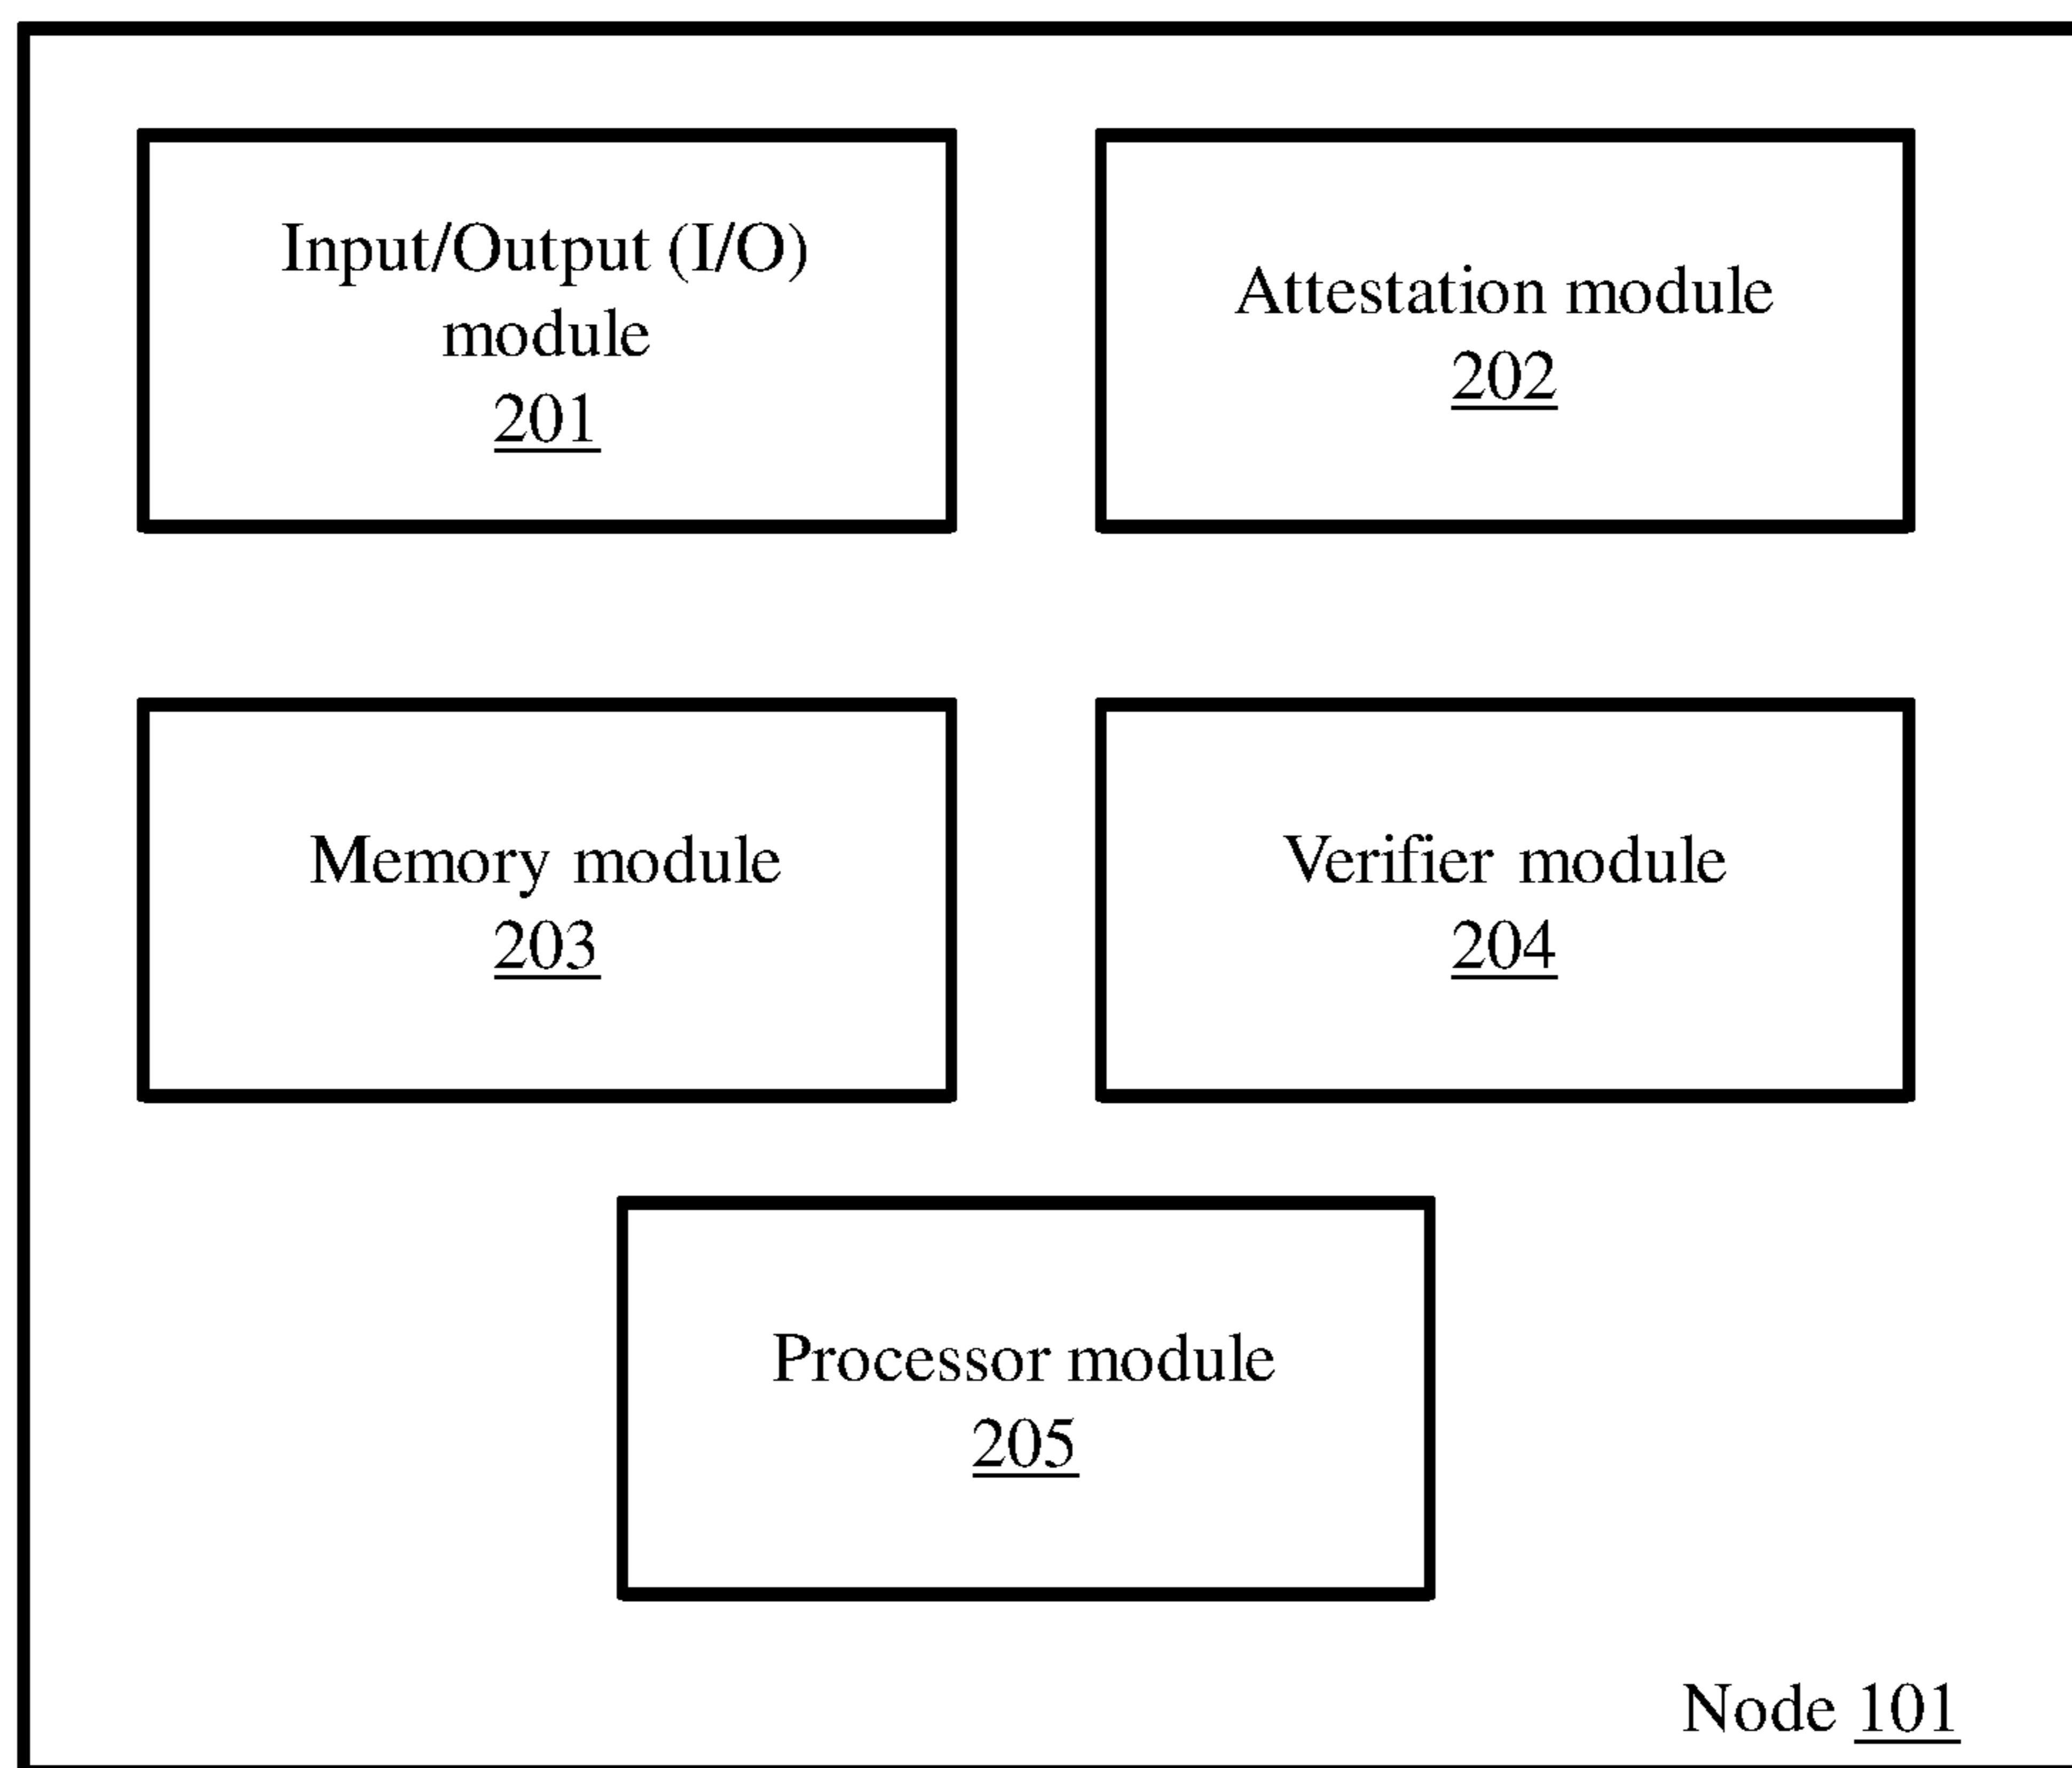 Input/Output (I/O)
module
201
Attestation module
202
Memory module
203
Verifier module
204
Processor module
205
Node 101